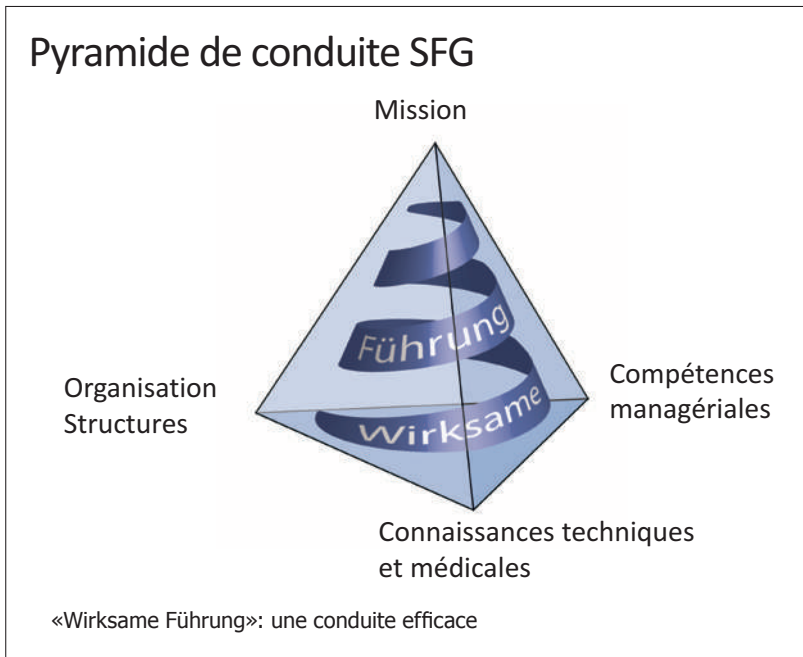 Pyramide de conduite SFG
Mission
Führung
Wirksame
Organisation
Structures
Compétences
managériales
Connaissances techniques
et médicales
«Wirksame Führung»: une conduite efficace